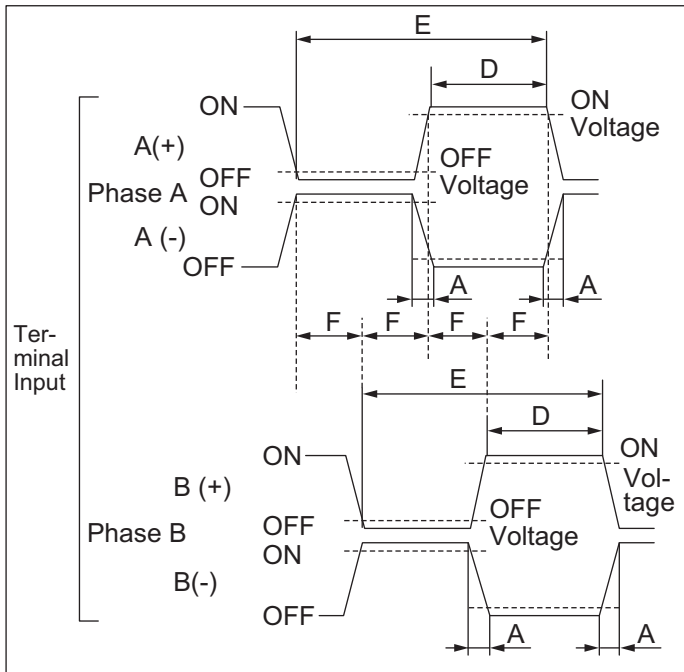 E
D
ON
ON
Voltage
A(+)
OFF
OFF
Voltage
Phase A
ON
A (-)
OFF
A
A
F
F
F
F
Ter-
minal
Input
E
D
ON
ON
Vol-
tage
B (+)
OFF
OFF
Voltage
Phase B
ON
B(-)
OFF
A
A